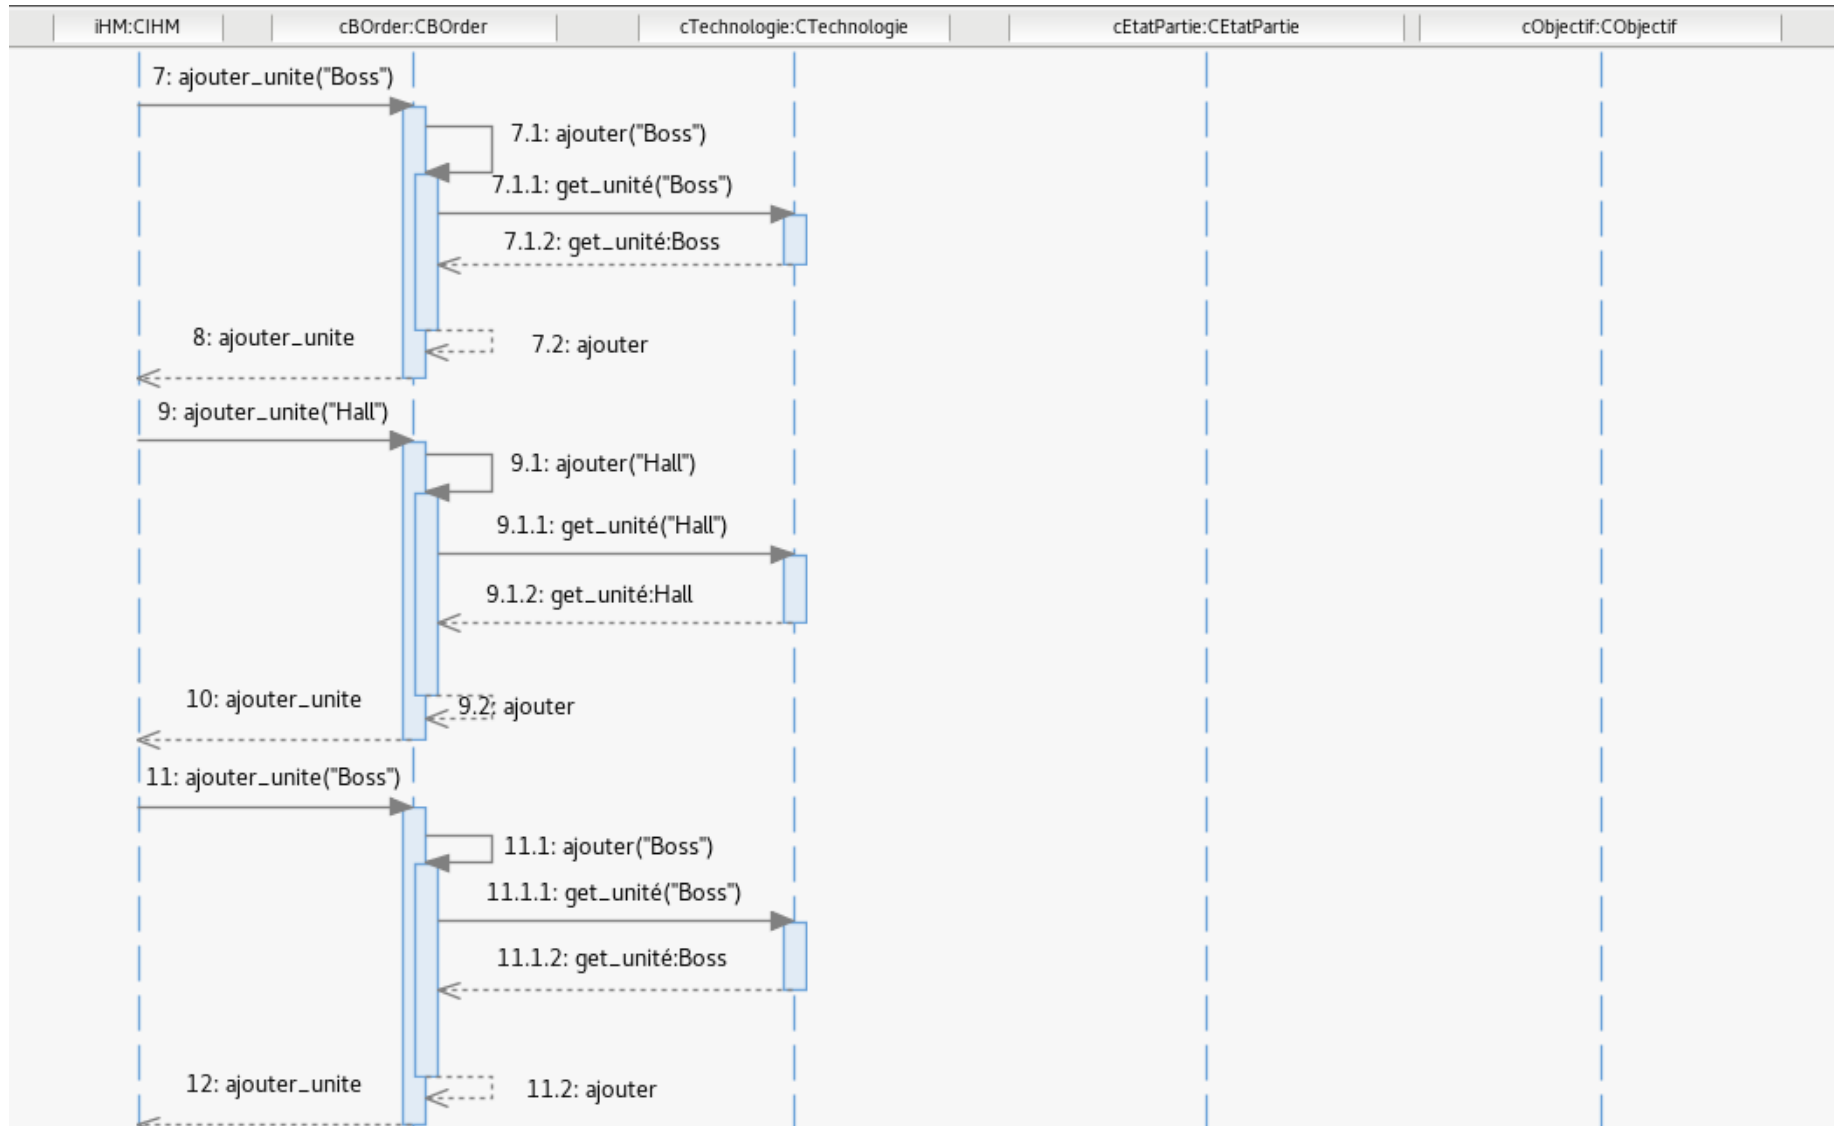 iHM:CIHM
cBOrder:CBOrder
cTechnologie:CTechnologie
cEtatPartie:CEtatPartie
cObjectif:CObjectif
7: ajouter_unite("Boss")
7.1: ajouter("Boss")
7.1.1: get_unité("Boss")
7.1.2: get_unité:Boss
8: ajouter_unite
7.2: ajouter
9: ajouter_unite("Hall")
9.1: ajouter("Hall")
9.1.1: get_unité("Hall")
9.1.2: get_unité:Hall
10: ajouter_unite
9.2: ajouter
11: ajouter_unite("Boss")
11.1: ajouter("Boss")
11.1.1: get_unité("Boss")
11.1.2: get_unité:Boss
12: ajouter_unite
11.2: ajouter